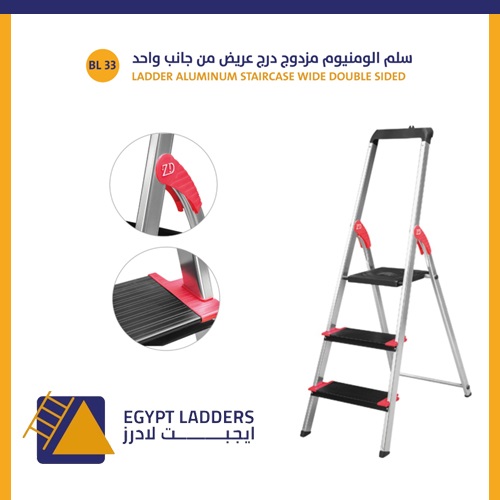 سلم الومنيوم مزدوج درج عريض من جانب واحد
BL 33
LADDER ALUMINUM STAIRCASE WIDE DOUBLE SIDED
ZD
EGYPT LADDERS
ايجبت لادرز